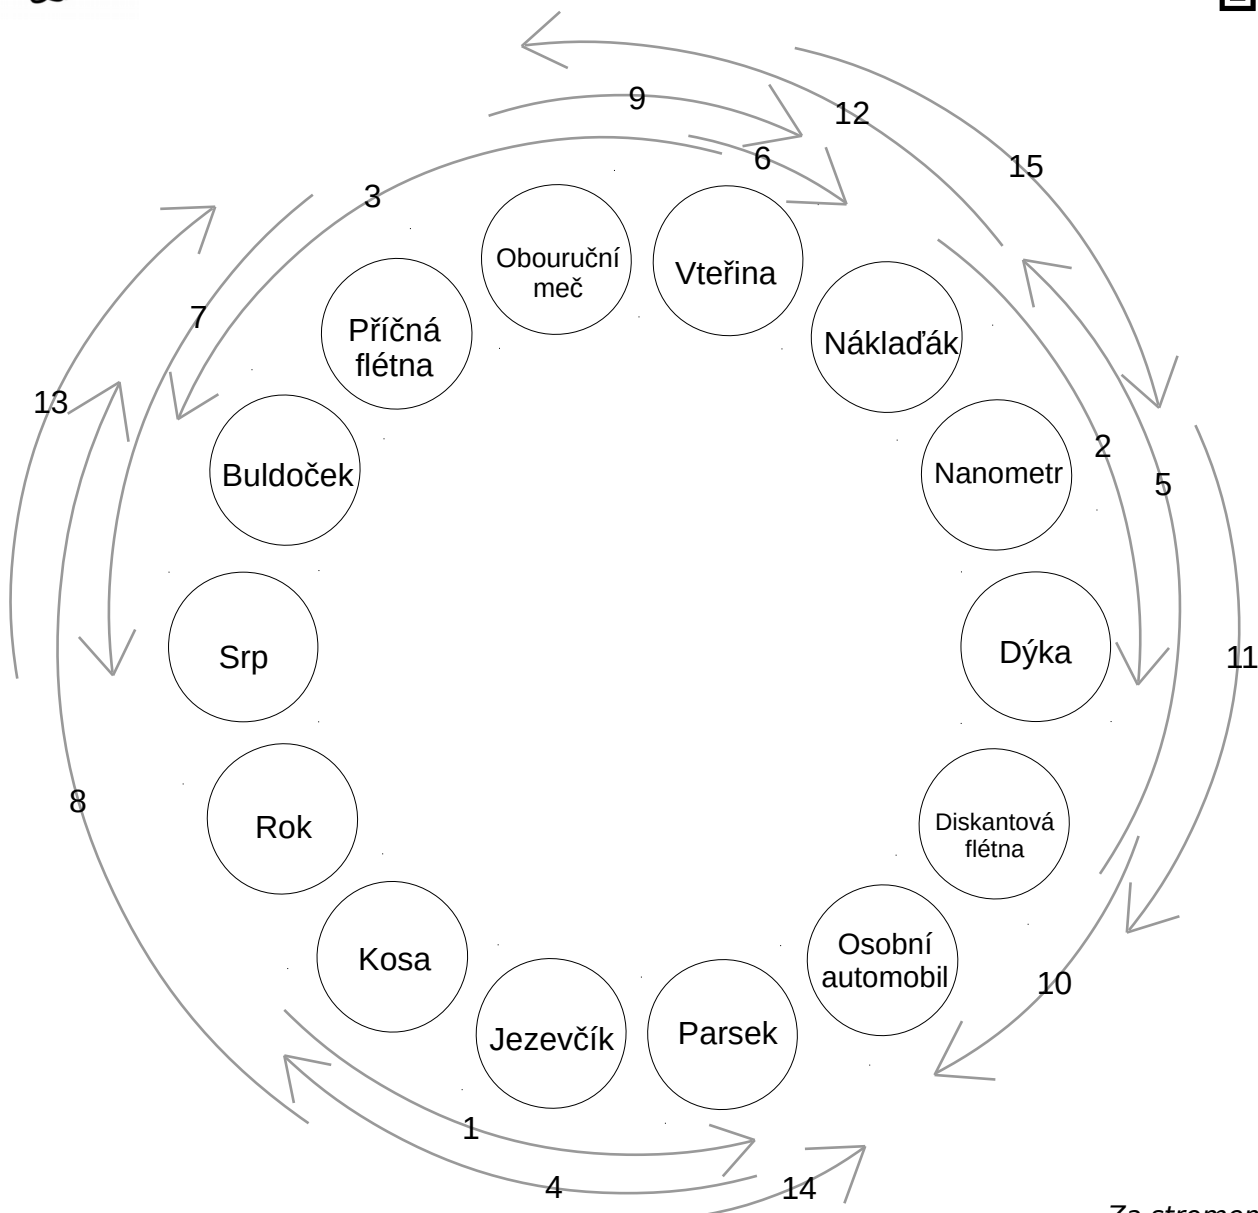 9
12
15
6
3
Obouruční
meč
Vteřina
Příčná
flétna
Náklaďák
7
13
2
5
Buldoček
Nanometr
Srp
Dýka
11
8
Rok
Diskantová
flétna
Kosa
Osobní
automobil
10
Jezevčík
Parsek
1
4
14